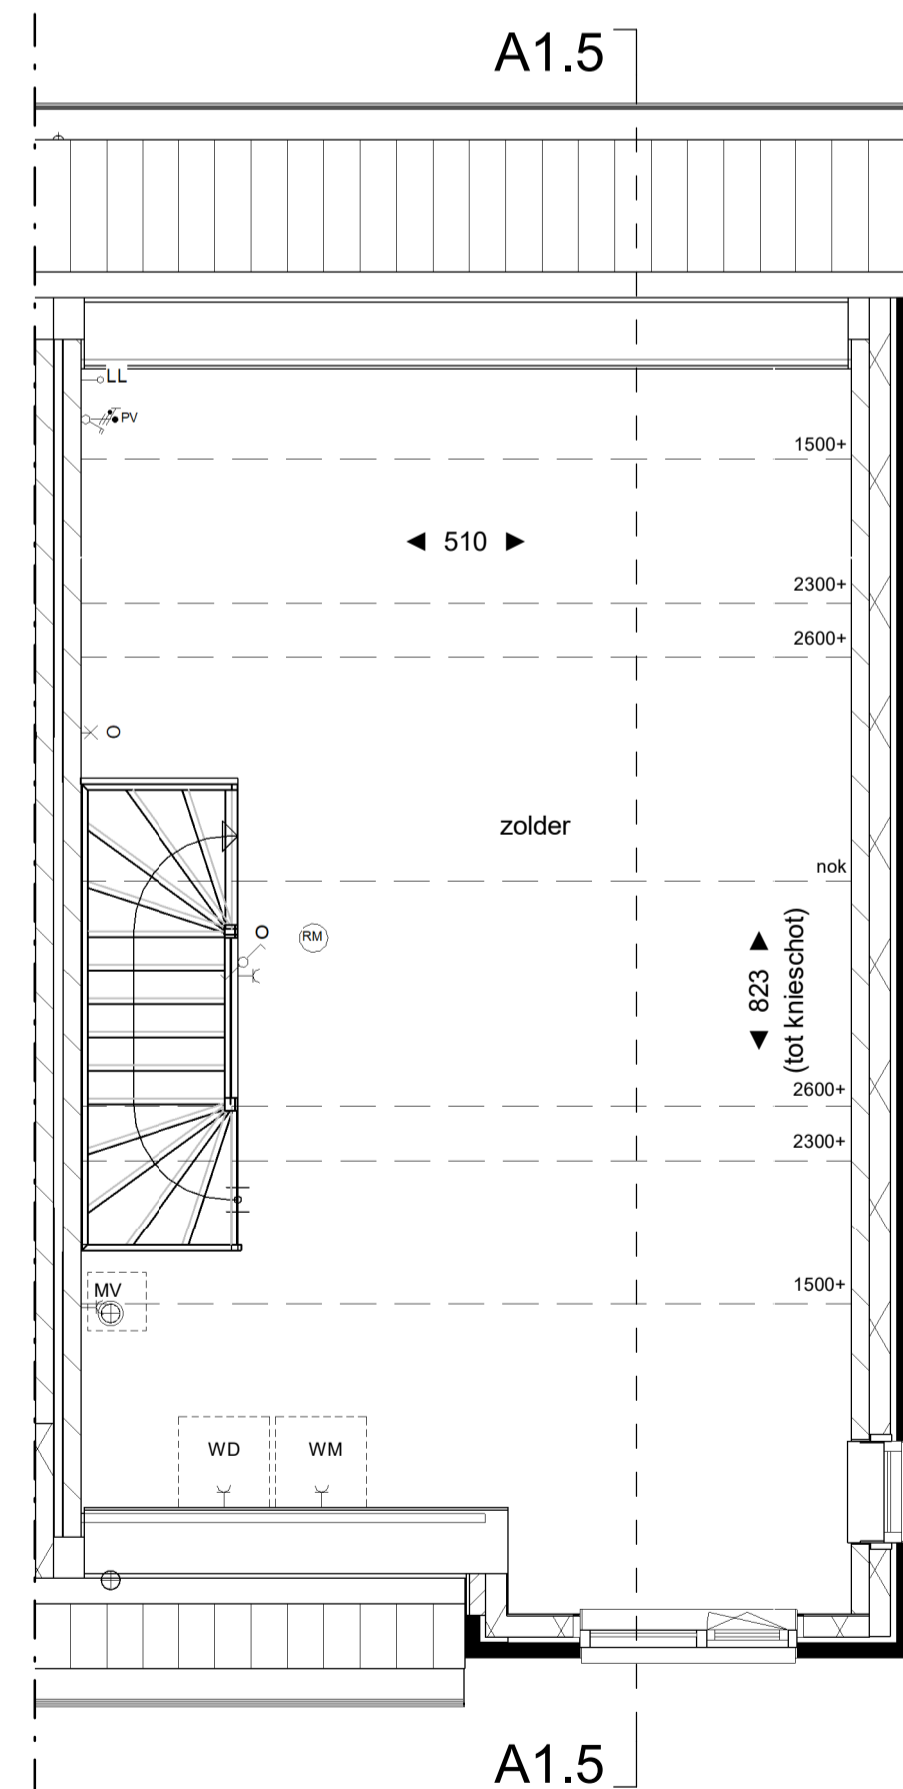 A1.5
LL
PV
1500+
◄ 510 ►
2300+
2600+
O
zolder
nok
O
RM
◄ 823 ►
(tot knieschot)
2600+
2300+
MV
1500+
WD
WM
A1.5